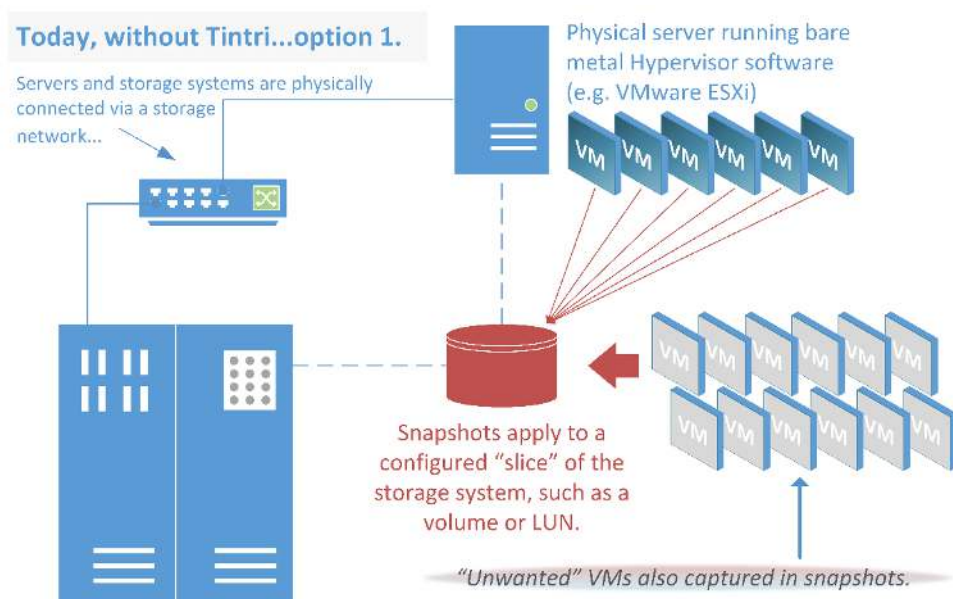 Today, without Tintri...option 1.
Servers and storage systems are physically
connected via a storage
network...
Physical server running bare
metal Hypervisor software
(e.g. VMware ESXi)
VM VM VM VM VM VM
VM VM VM VM VM VM
VM VM VM VM VM VM
Snapshots apply to a
configured “slice” of the
storage system, such as a
volume or LUN.
“Unwanted” VMs also captured in snapshots.